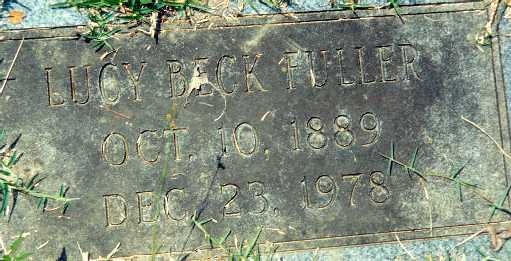 LUCY BECK FULLER
OCT. 10, 1889
DEC. 23, 1978